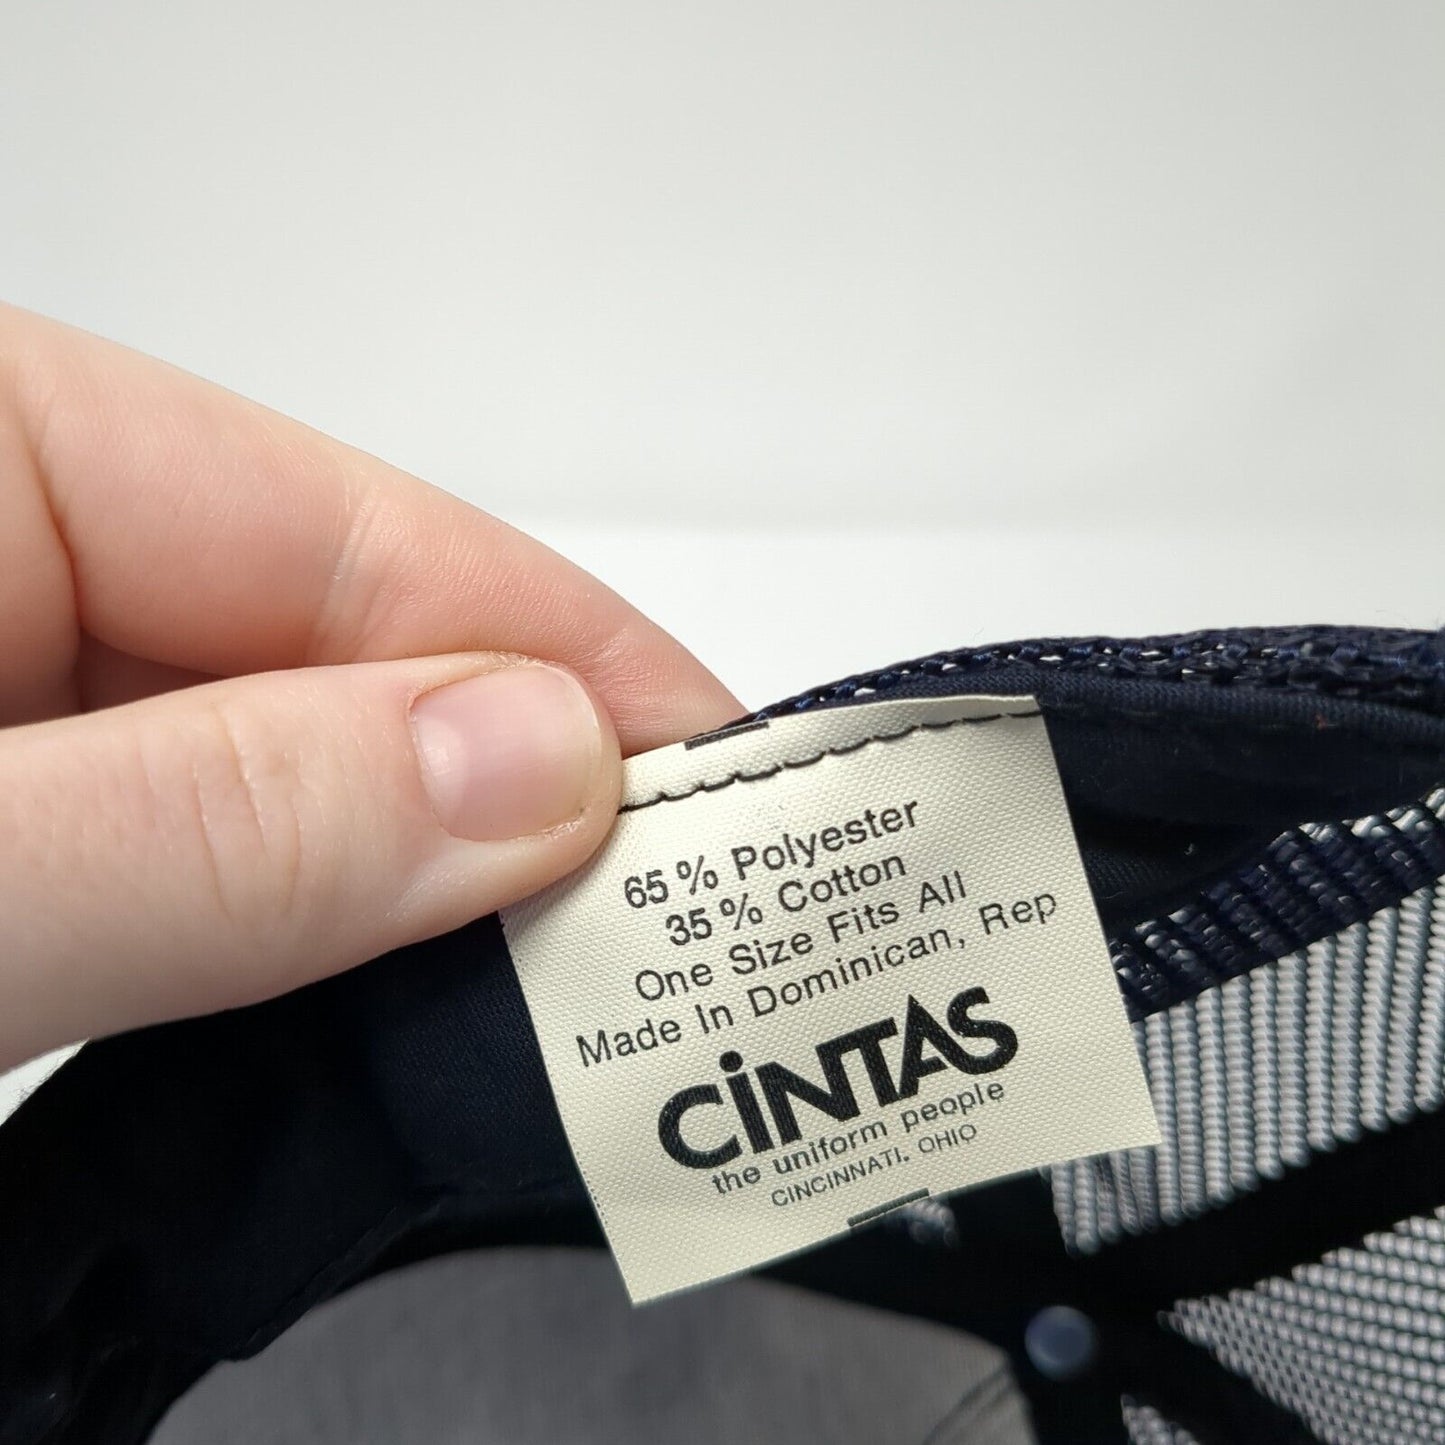 65% Polyester
35% Cotton
One Size Fits All
Made In Dominican, Rep
CiNTAS
the uniform people
CINCINNATI. OHIO